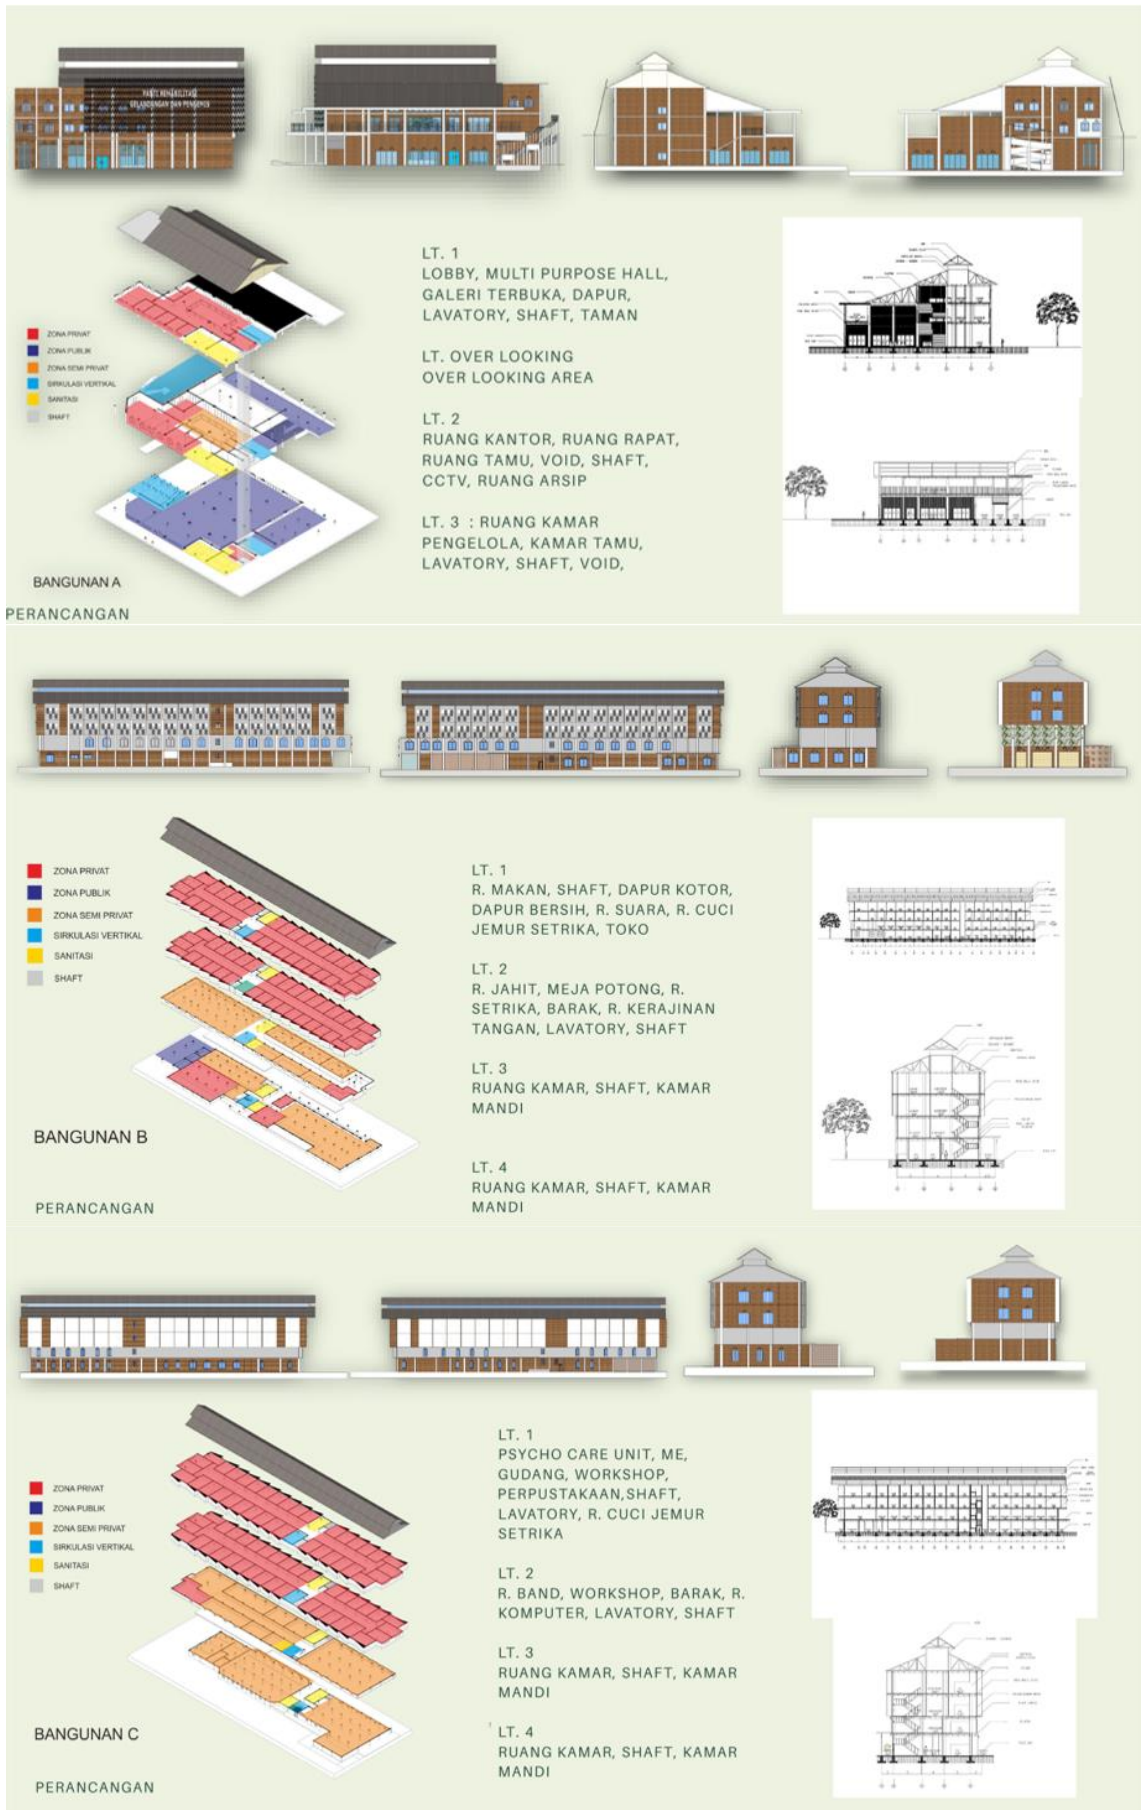 PANTI REHABILITASI
GELANDANGAN DAN PENGEMIS
ZONA PRIVAT
ZONA PUBLIK
ZONA SEMI PRIVAT
SIRKULASI VERTIKAL
SANITASI
SHAFT
BANGUNAN A
PERANCANGAN
LT. 1
LOBBY, MULTI PURPOSE HALL,
GALERI TERBUKA, DAPUR,
LAVATORY, SHAFT, TAMAN
LT. OVER LOOKING
OVER LOOKING AREA
LT. 2
RUANG KANTOR, RUANG RAPAT,
RUANG TAMU, VOID, SHAFT,
CCTV, RUANG ARSIP
LT. 3 : RUANG KAMAR
PENGELOLA, KAMAR TAMU,
LAVATORY, SHAFT, VOID,
ZONA PRIVAT
ZONA PUBLIK
ZONA SEMI PRIVAT
SIRKULASI VERTIKAL
SANITASI
SHAFT
BANGUNAN B
PERANCANGAN
LT. 1
R. MAKAN, SHAFT, DAPUR KOTOR,
DAPUR BERSIH, R. SUARA, R. CUCI
JEMUR SETRIKA, TOKO
LT. 2
R. JAHIT, MEJA POTONG, R.
SETRIKA, BARAK, R. KERAJINAN
TANGAN, LAVATORY, SHAFT
LT. 3
RUANG KAMAR, SHAFT, KAMAR
MANDI
LT. 4
RUANG KAMAR, SHAFT, KAMAR
MANDI
ZONA PRIVAT
ZONA PUBLIK
ZONA SEMI PRIVAT
SIRKULASI VERTIKAL
SANITASI
SHAFT
BANGUNAN C
PERANCANGAN
LT. 1
PSYCHO CARE UNIT, ME,
GUDANG, WORKSHOP,
PERPUSTAKAAN,SHAFT,
LAVATORY, R. CUCI JEMUR
SETRIKA
LT. 2
R. BAND, WORKSHOP, BARAK, R.
KOMPUTER, LAVATORY, SHAFT
LT. 3
RUANG KAMAR, SHAFT, KAMAR
MANDI
LT. 4
RUANG KAMAR, SHAFT, KAMAR
MANDI